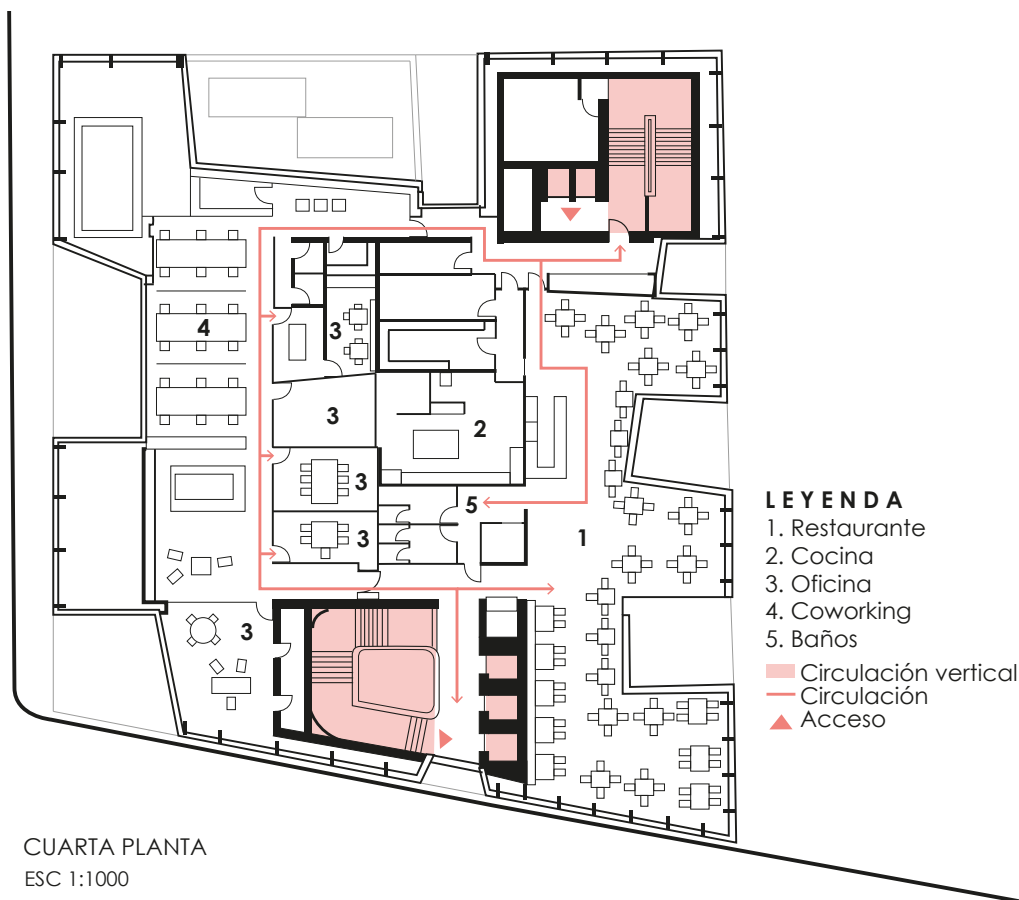 3
4
3
2
3
5
3
1
3
LEYENDA
1. Restaurante
2. Cocina
3. Oficina
4. Coworking
5. Baños
Circulación vertical
Circulación
Acceso
CUARTA PLANTA
ESC 1:1000